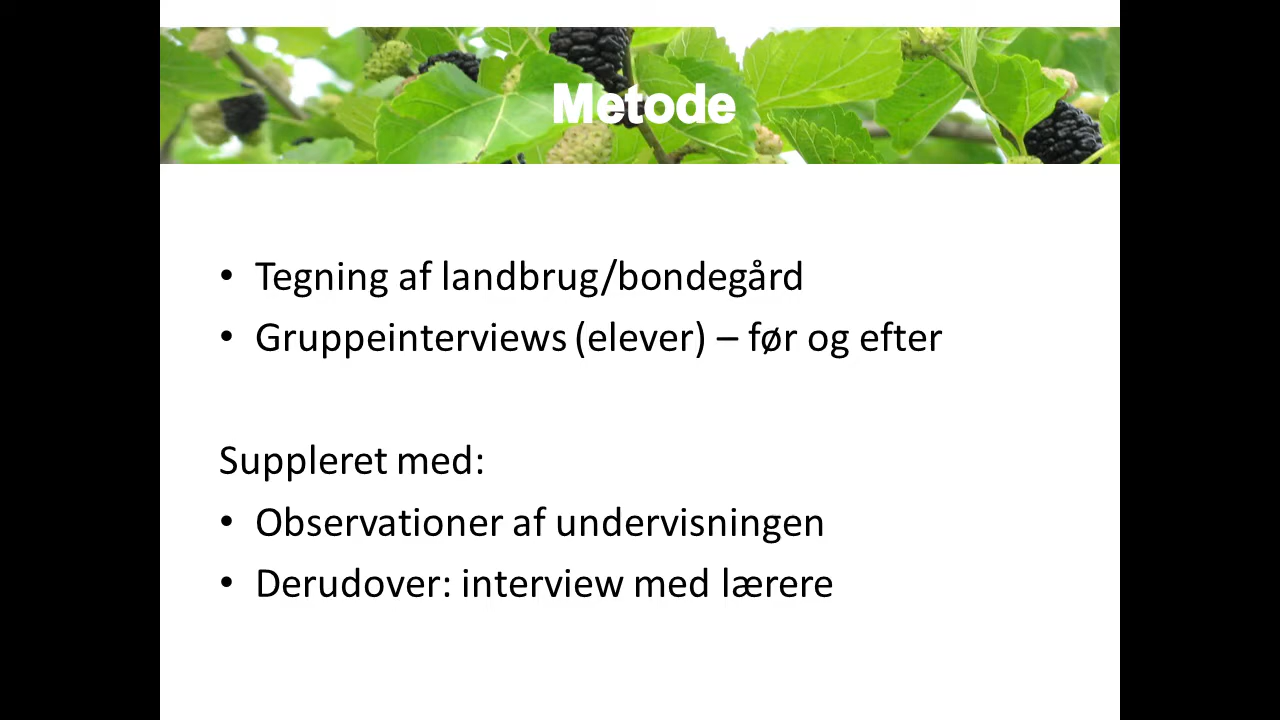 Metode
• Tegning af landbrug/bondegård
• Gruppeinterviews (elever) – før og efter
Suppleret med:
• Observationer af undervisningen
• Derudover: interview med lærere